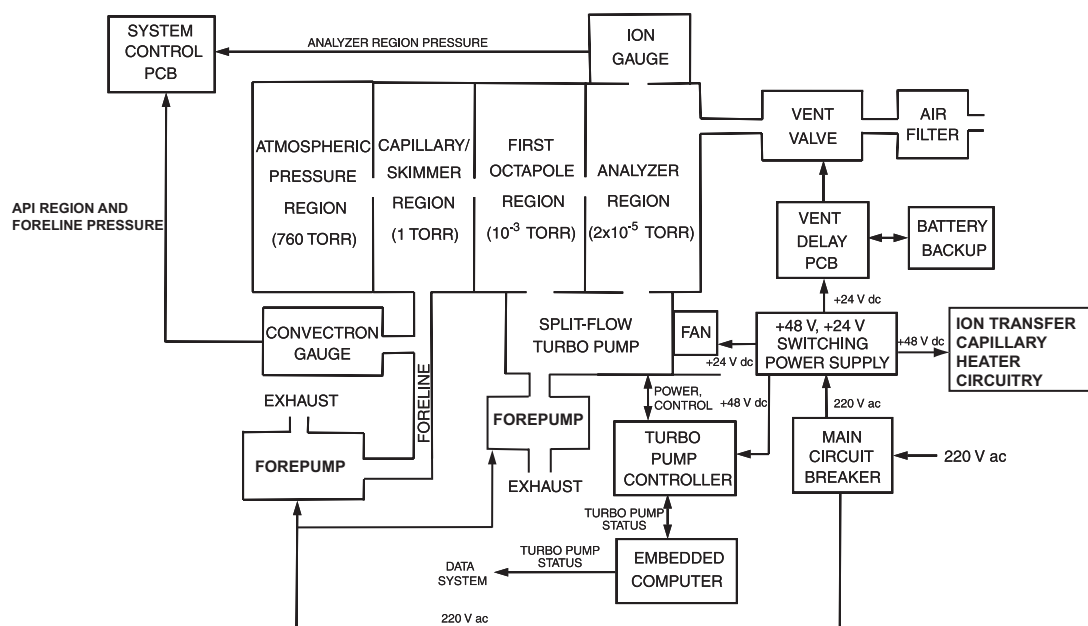 SYSTEM
CONTROL
PCB
ANALYZER REGION PRESSURE
ION
GAUGE
VENT
VALVE
AIR
FILTER
ATMOSPHERIC
PRESSURE
REGION
(760 TORR)
CAPILLARY/
SKIMMER
REGION
(1 TORR)
FIRST
OCTAPOLE
REGION
(10⁻³ TORR)
ANALYZER
REGION
(2x10⁻⁵ TORR)
API REGION AND
FORELINE PRESSURE
VENT
DELAY
PCB
BATTERY
BACKUP
+24 V dc
CONVECTRON
GAUGE
SPLIT-FLOW
TURBO PUMP
FAN
+24 V dc
+48 V, +24 V
SWITCHING
POWER SUPPLY
+48 V dc
ION TRANSFER
CAPILLARY
HEATER
CIRCUITRY
EXHAUST
FOREPUMP
FORELINE
FOREPUMP
EXHAUST
POWER,
CONTROL
+48 V dc
220 V ac
TURBO
PUMP
CONTROLLER
MAIN
CIRCUIT
BREAKER
220 V ac
TURBO PUMP
STATUS
DATA
SYSTEM
TURBO PUMP
STATUS
EMBEDDED
COMPUTER
220 V ac